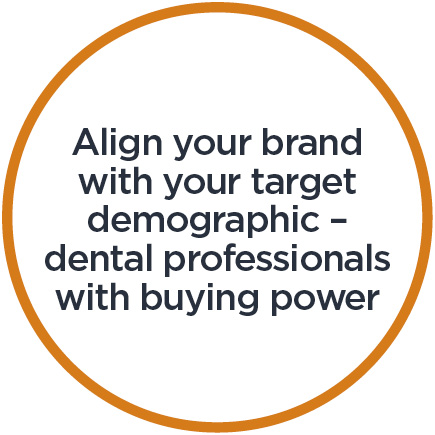 Align your brand
with your target
demographic –
dental professionals
with buying power